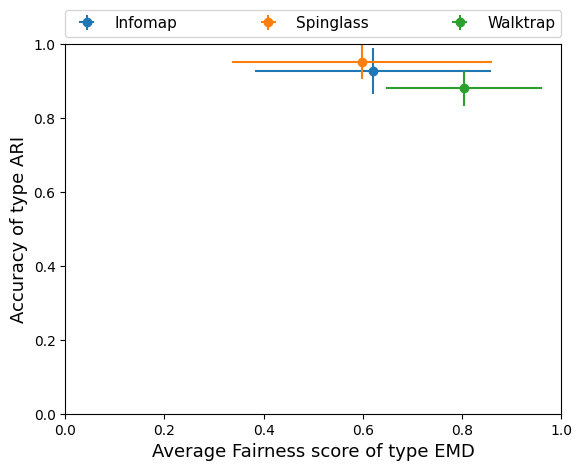 Infomap Spinglass Walktrap
1.0
0.8
0.6
0.4
0.2
0.0
Accuracy of type ARI
0.0 0.2 0.4 0.6 0.8 1.0
Average Fairness score of type EMD